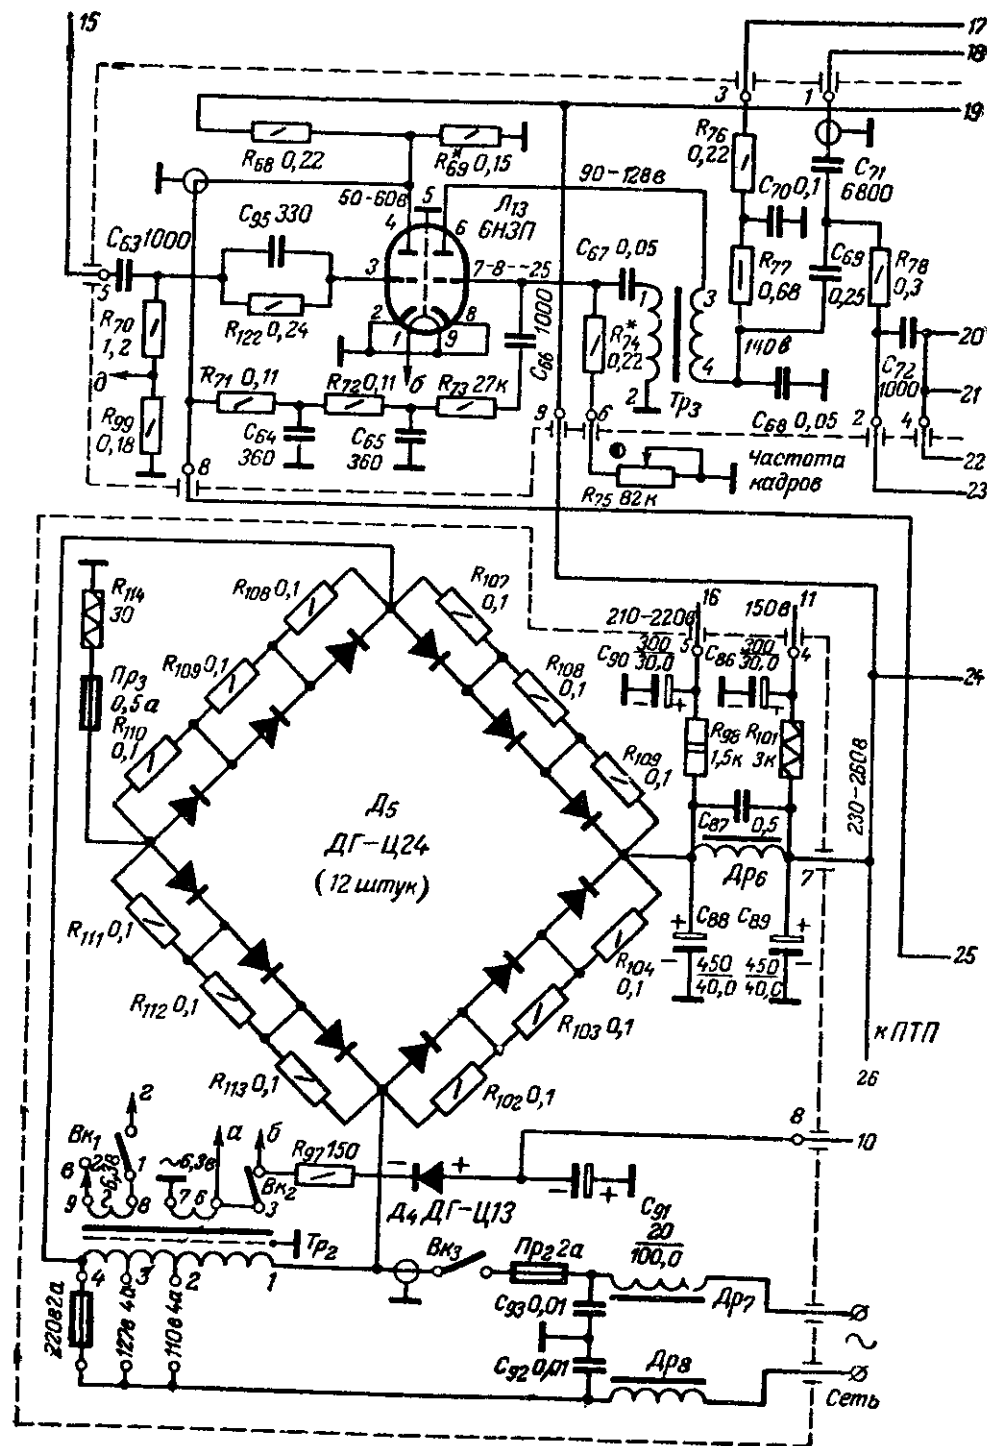 15
17
18
3
1
19
R76
0,22
C71
6800
R68 0,22
R69* 0,15
50-60в
5
90-128в
C70 0,1
C95 330
4
Л13
6
6Н3П
C63 1000
C67 0,05
R77
0,68
C69
0,25
R78
0,3
3
7-8--25
5
R70
1,2
R122 0,24
2
1
8
9
C66
1000
1
R74*
0,22
3
140в
20
C72
1000
д
R71 0,11
R72 0,11
б
R73 27к
4
2
Тр3
21
R99
0,18
C64
360
C65
360
9
6
C68 0,05
2
4
22
8
Частота
кадров
23
R75 82к
R114
30
R108 0,1
R107
0,1
16
11
210-220в
150в
Пр3
0,5а
R109 0,1
R108
0,1
C90
300
30,0
5
C86
300
30,0
4
24
R110
0,1
R109
0,1
R98
1,5к
R101
3к
Д5
ДГ-Ц24
(12 штук)
C87
0,5
230-260в
Др6
7
R111 0,1
C88
C89
+
-
450
40,0
450
40,0
+
-
R104
0,1
25
R112 0,1
R103 0,1
к ПТП
26
R113 0,1
R102 0,1
8
10
г
Вк1
а
б
R97 150
-
+
-
+
в
2
1
~6,3в
~6,3в
Вк2
Д4 ДГ-Ц13
9
8
7
6
3
C91
20
100,0
Тр2
Вк3
Пр2 2а
4
3
2
1
220в 2а
127в 4а
110в 4а
C93 0,01
Др7
~
C92 0,01
Др8
Сеть